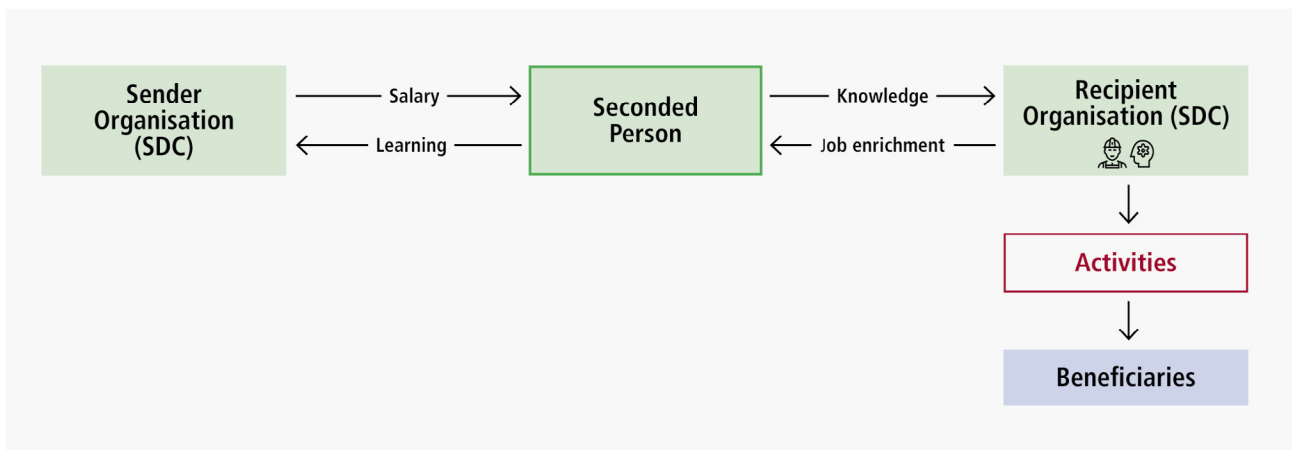 Sender
Organisation
(SDC)
Salary
Learning
Seconded
Person
Knowledge
Job enrichment
Recipient
Organisation (SDC)
Activities
Beneficiaries